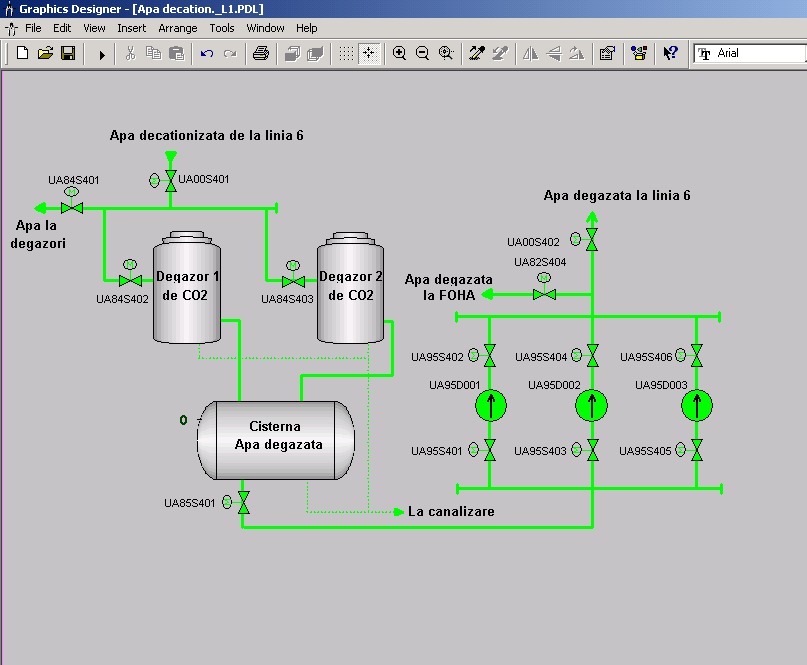 Graphics Designer - [Apa decation._L1.PDL]
File Edit View Insert Arrange Tools Window Help
Arial
Apa decationizata de la linia 6
UA84S401
M
UA00S401
Apa la
degazori
Apa degazata la linia 6
UA00S402
UA82S404
M
Apa degazata
la FOHA
M
UA84S402
M
UA84S403
Degazor 1
de CO2
Degazor 2
de CO2
UA95S402
UA95S404
UA95S406
UA95D001
UA95D002
UA95D003
0
Cisterna
Apa degazata
UA95S401
UA95S403
UA95S405
UA85S401
La canalizare